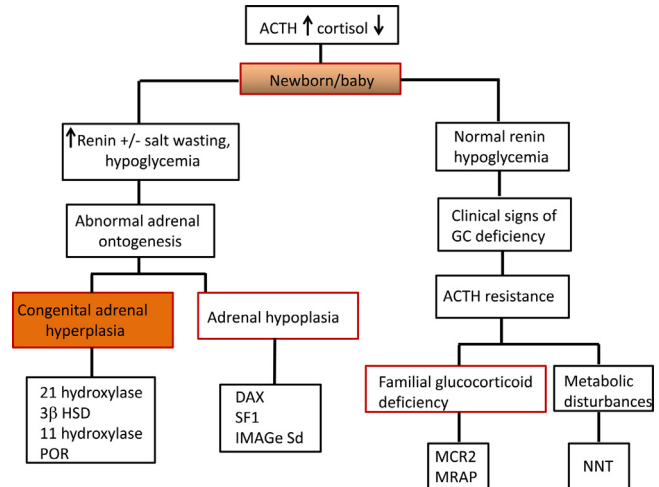 ACTH ↑ cortisol ↓
Newborn/baby
↑Renin +/- salt wasting,
hypoglycemia
Normal renin
hypoglycemia
Abnormal adrenal
ontogenesis
Clinical signs of
GC deficiency
Congenital adrenal
hyperplasia
Adrenal hypoplasia
ACTH resistance
21 hydroxylase
3β HSD
11 hydroxylase
POR
DAX
SF1
IMAGe Sd
Familial glucocorticoid
deficiency
Metabolic
disturbances
MCR2
MRAP
NNT